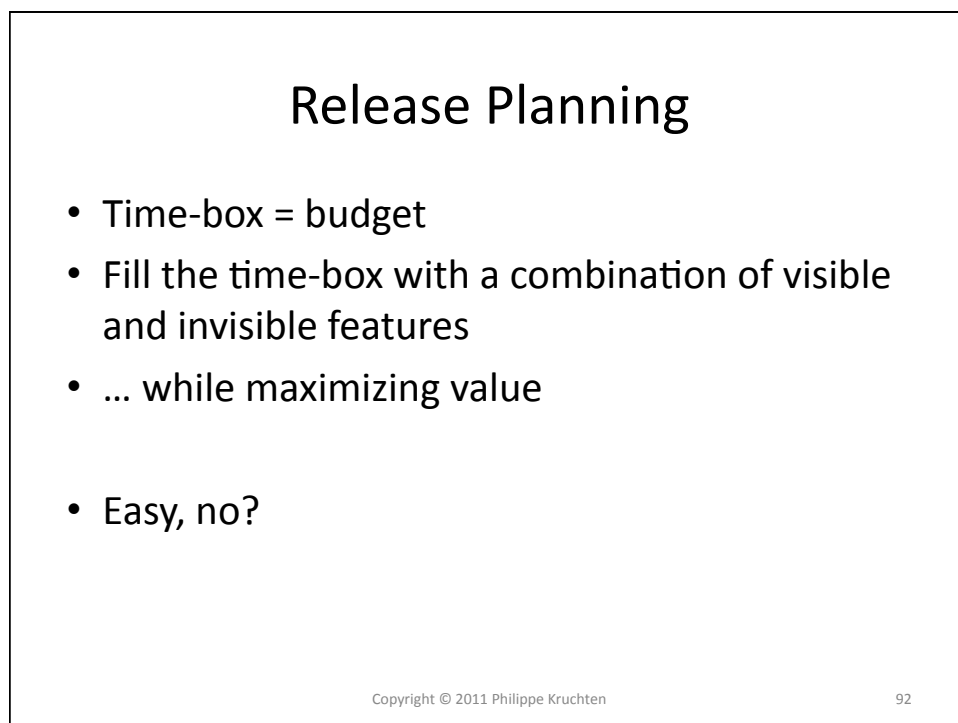 Release Planning
• Time-box = budget
• Fill the time-box with a combination of visible
and invisible features
• … while maximizing value
• Easy, no?
Copyright © 2011 Philippe Kruchten 92